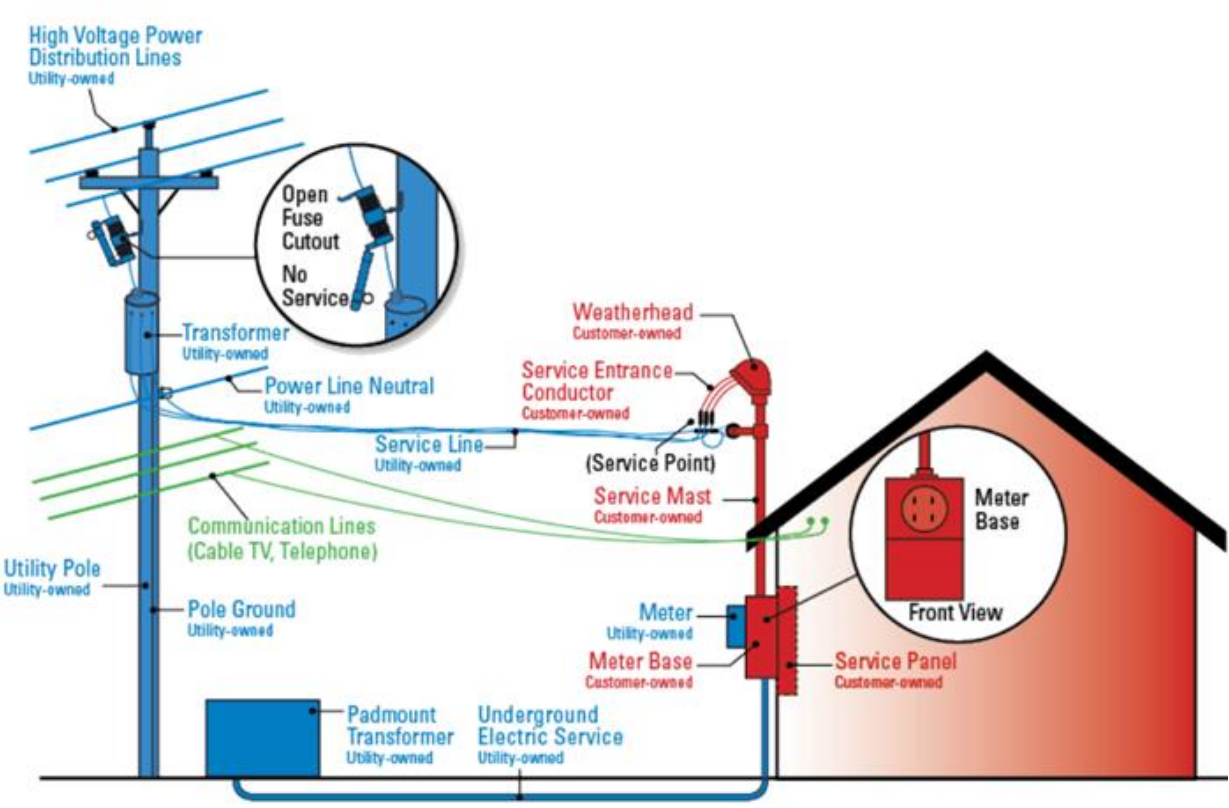 High Voltage Power
Distribution Lines
Utility-owned
Open
Fuse
Cutout
No
Service
Transformer
Utility-owned
Power Line Neutral
Utility-owned
Service Line
Utility-owned
Communication Lines
(Cable TV, Telephone)
Utility Pole
Utility-owned
Pole Ground
Utility-owned
Padmount
Transformer
Utility-owned
Underground
Electric Service
Utility-owned
Weatherhead
Customer-owned
Service Entrance
Conductor
Customer-owned
(Service Point)
Service Mast
Customer-owned
Meter
Utility-owned
Meter Base
Customer-owned
Service Panel
Customer-owned
Meter
Base
Front View